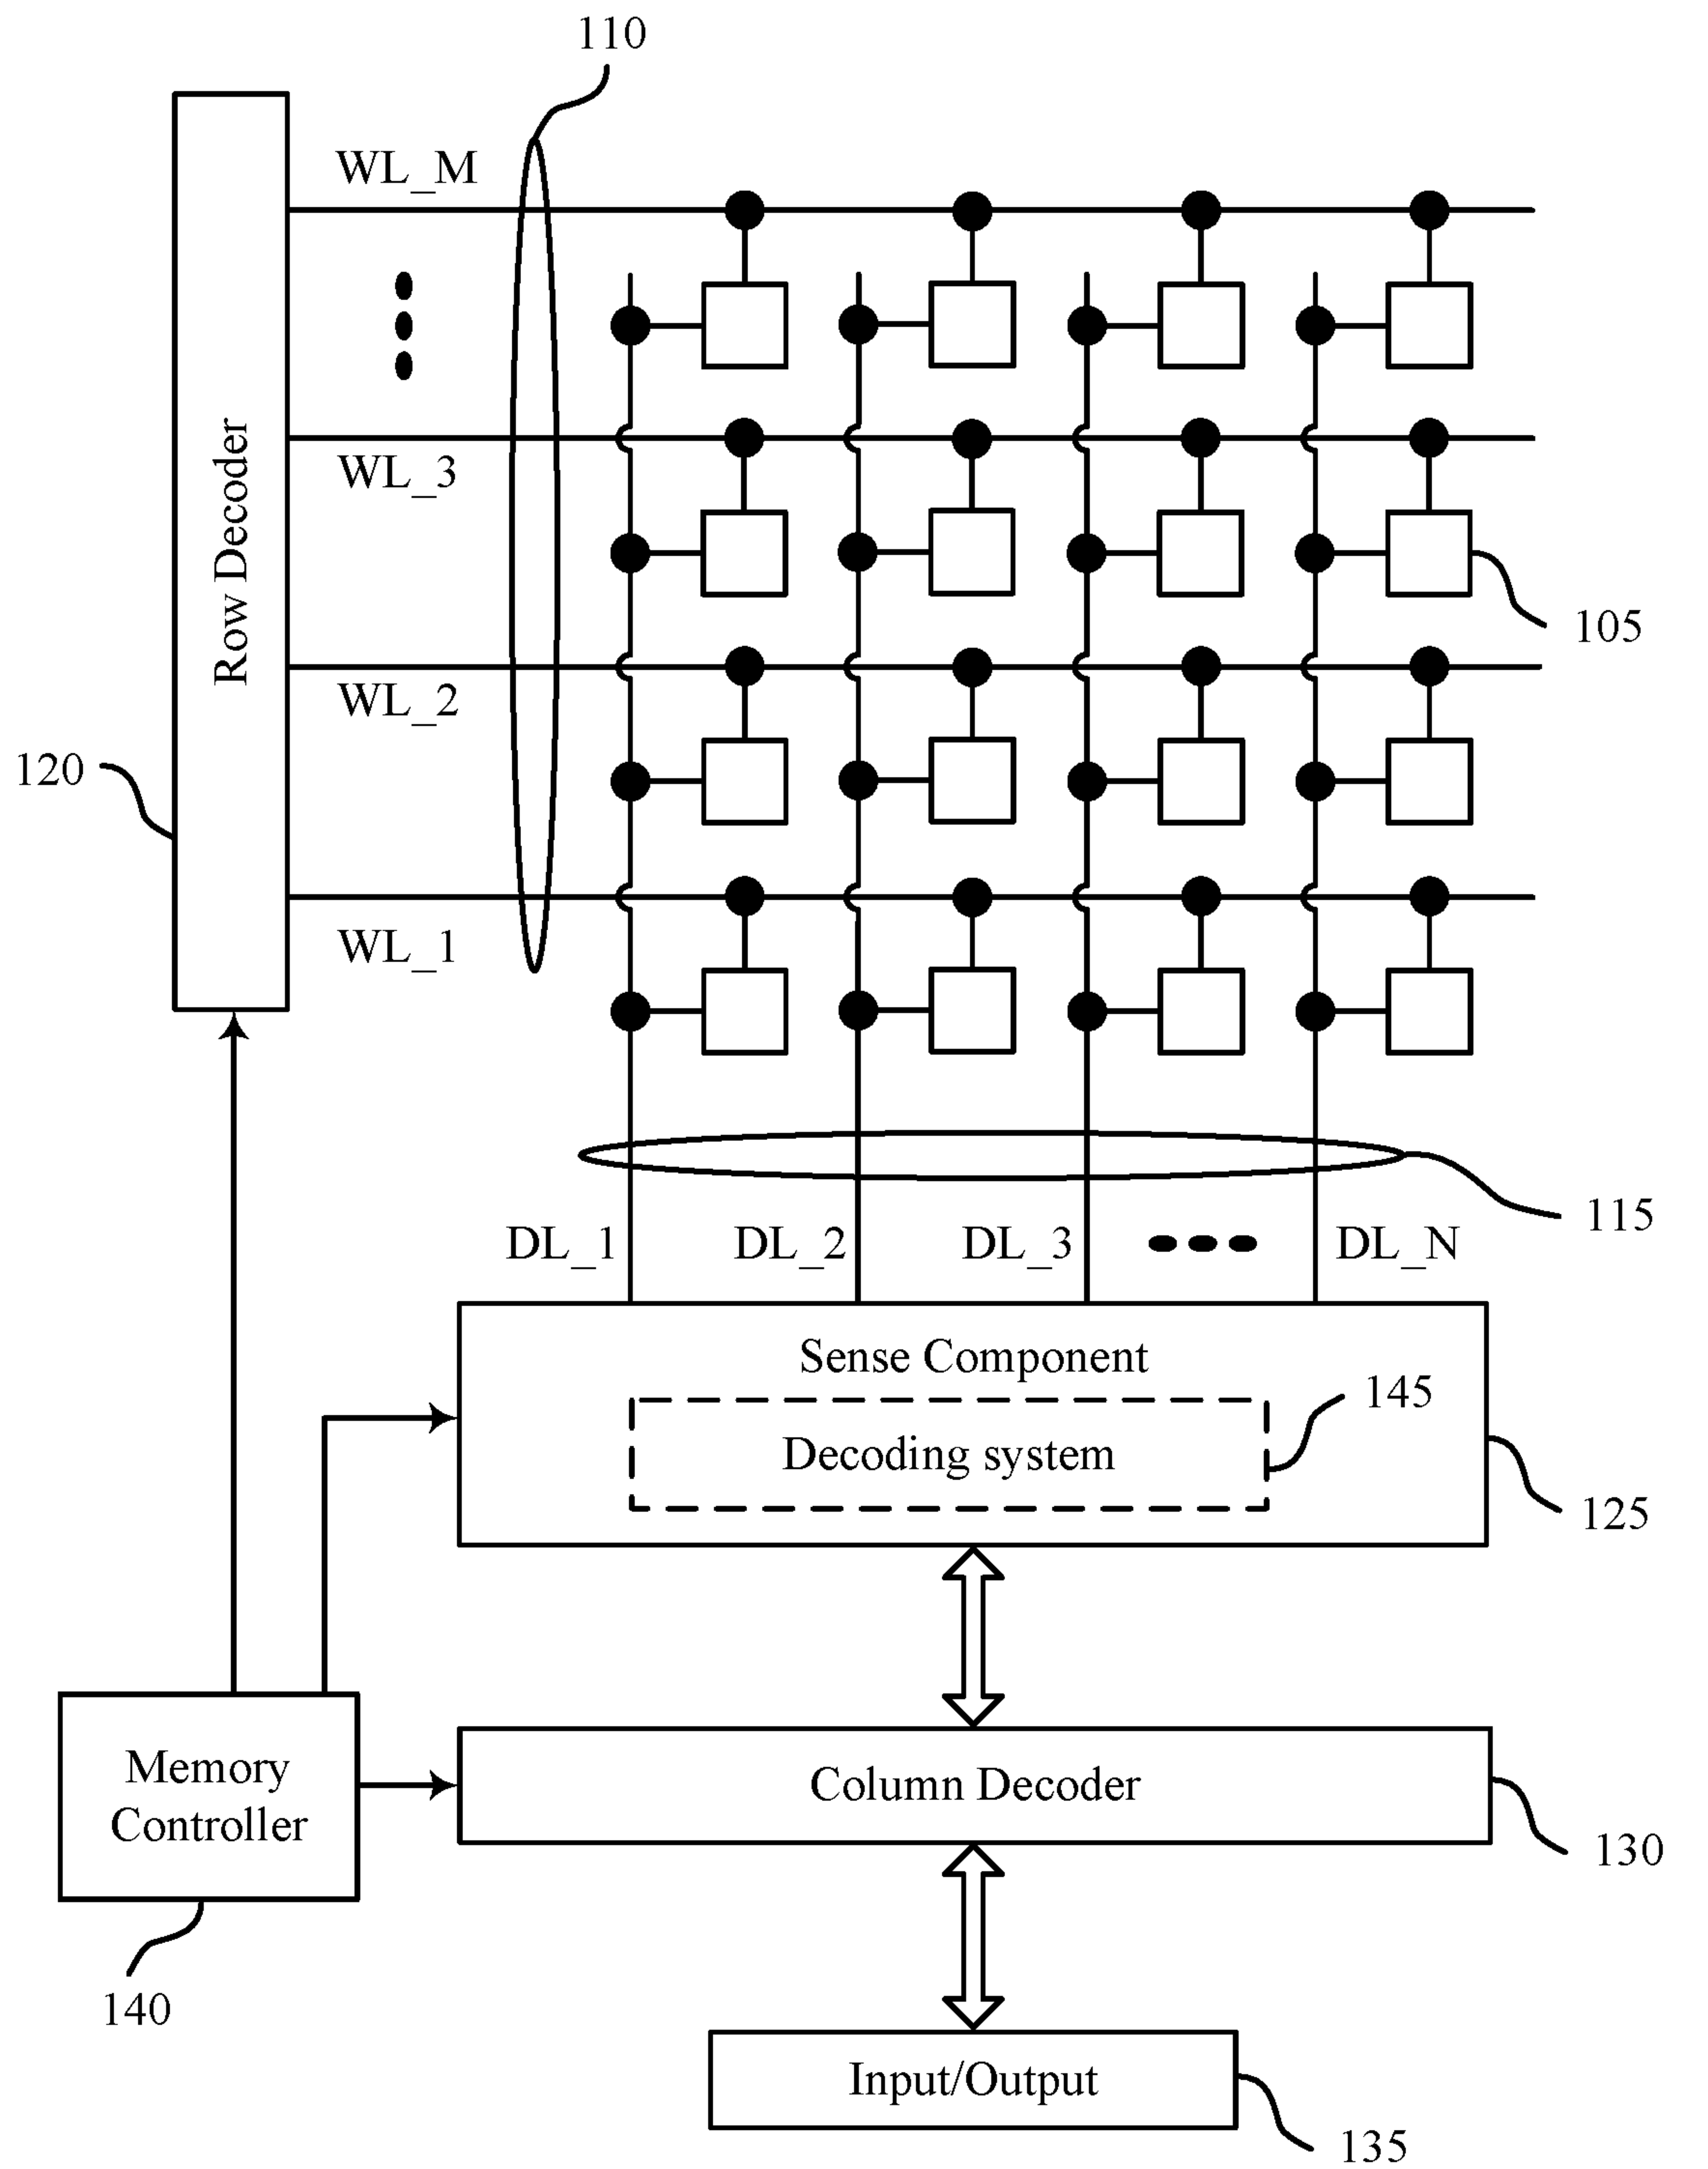 110
WL_M
WL_3
Row Decoder
105
WL_2
120
WL_1
115
DL_1 DL_2 DL_3 DL_N
Sense Component
145
Decoding system
125
Memory
Controller
Column Decoder
130
140
Input/Output
135